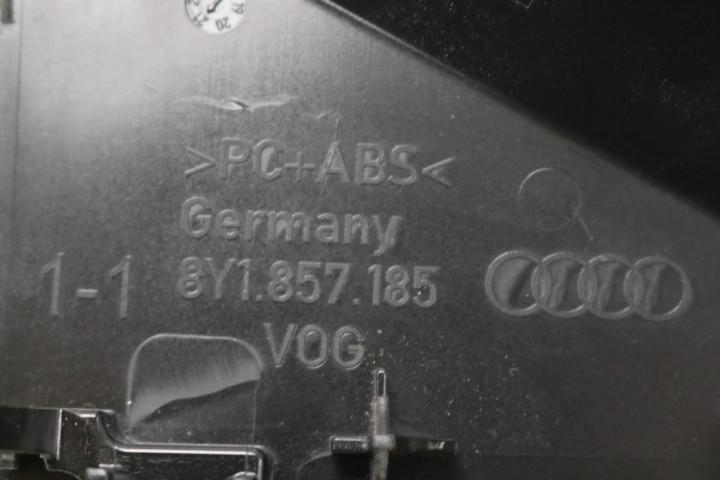 >PC+ABS<
Germany
1-1 8Y1.857.185
VOG